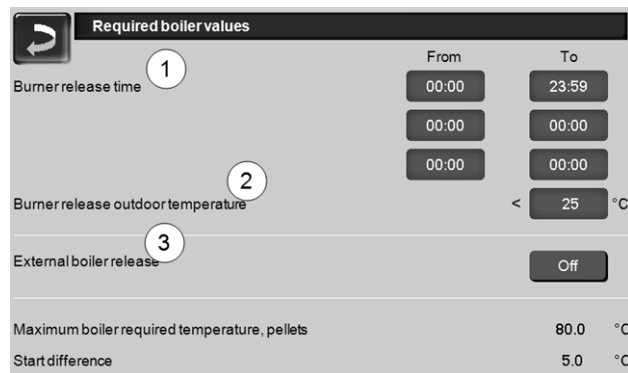 Required boiler values
1
From To
Burner release time 00:00 23:59
00:00 00:00
00:00 00:00
2
Burner release outdoor temperature < 25 °C
3
External boiler release Off
Maximum boiler required temperature, pellets 80.0 °C
Start difference 5.0 °C